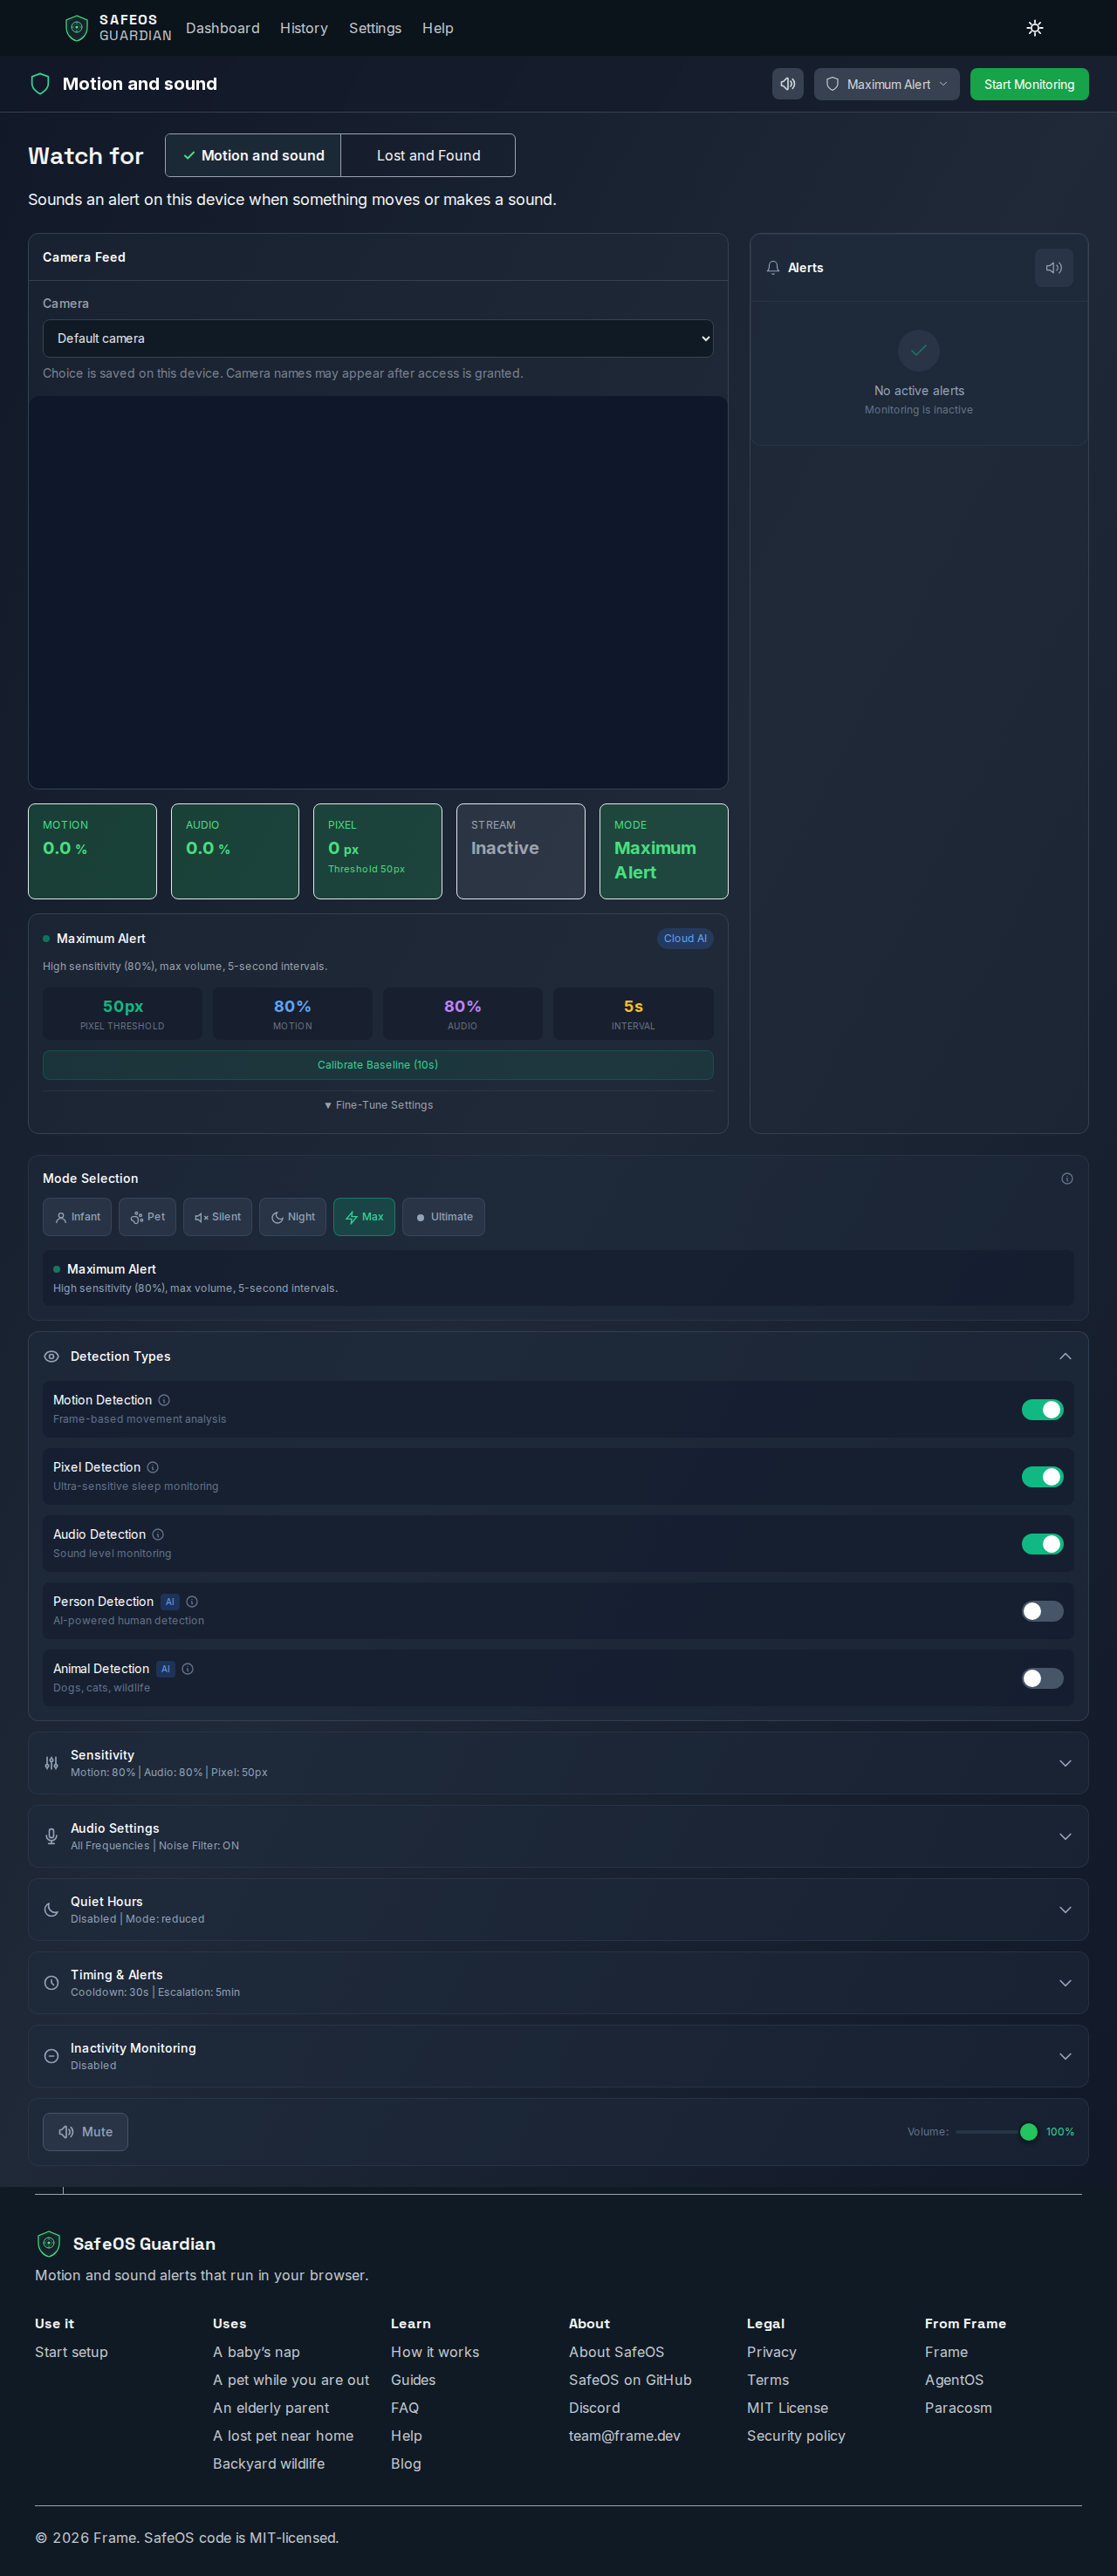 SAFEOS
GUARDIAN
Dashboard
History
Settings
Help
Motion and sound
Maximum Alert
Start Monitoring
Watch for
Motion and sound
Lost and Found
Sounds an alert on this device when something moves or makes a sound.
Camera Feed
Camera
Default camera
Choice is saved on this device. Camera names may appear after access is granted.
Alerts
No active alerts
Monitoring is inactive
MOTION
0.0 %
AUDIO
0.0 %
PIXEL
0 px
Threshold 50px
STREAM
Inactive
MODE
Maximum
Alert
Maximum Alert
Cloud AI
High sensitivity (80%), max volume, 5-second intervals.
50px
PIXEL THRESHOLD
80%
MOTION
80%
AUDIO
5s
INTERVAL
Calibrate Baseline (10s)
▼ Fine-Tune Settings
Mode Selection
Infant
Pet
Silent
Night
Max
Ultimate
Maximum Alert
High sensitivity (80%), max volume, 5-second intervals.
Detection Types
Motion Detection
Frame-based movement analysis
Pixel Detection
Ultra-sensitive sleep monitoring
Audio Detection
Sound level monitoring
Person Detection AI
AI-powered human detection
Animal Detection AI
Dogs, cats, wildlife
Sensitivity
Motion: 80% | Audio: 80% | Pixel: 50px
Audio Settings
All Frequencies | Noise Filter: ON
Quiet Hours
Disabled | Mode: reduced
Timing & Alerts
Cooldown: 30s | Escalation: 5min
Inactivity Monitoring
Disabled
Mute
Volume:
100%
SafeOS Guardian
Motion and sound alerts that run in your browser.
Use it
Start setup
Uses
A baby’s nap
A pet while you are out
An elderly parent
A lost pet near home
Backyard wildlife
Learn
How it works
Guides
FAQ
Help
Blog
About
About SafeOS
SafeOS on GitHub
Discord
team@frame.dev
Legal
Privacy
Terms
MIT License
Security policy
From Frame
Frame
AgentOS
Paracosm
© 2026 Frame. SafeOS code is MIT-licensed.